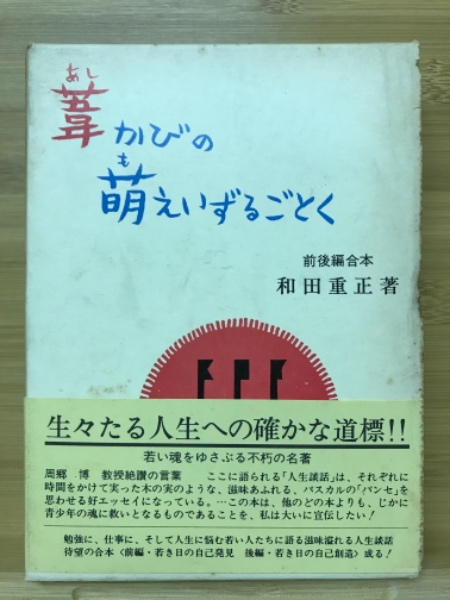 あし
葦かびの
も
萌えいずるごとく
前後編合本
和田重正著
生々たる人生への確かな道標!!
若い魂をゆさぶる不朽の名著
周郷 博 教授絶讃の言葉 ここに語られる「人生談話」は、それぞれに
時間をかけて実った木の実のような、滋味あふれる、パスカルの「パンセ」を
思わせる好エッセイになっている。…この本は、他のどの本よりも、じかに
青少年の魂に救いとなるものであることを、私は大いに宣伝したい!
勉強に、仕事に、そして人生に悩む若い人たちに語る滋味溢れる人生談話
待望の合本〈前編・若き日の自己発見 後編・若き日の自己創造〉成る!